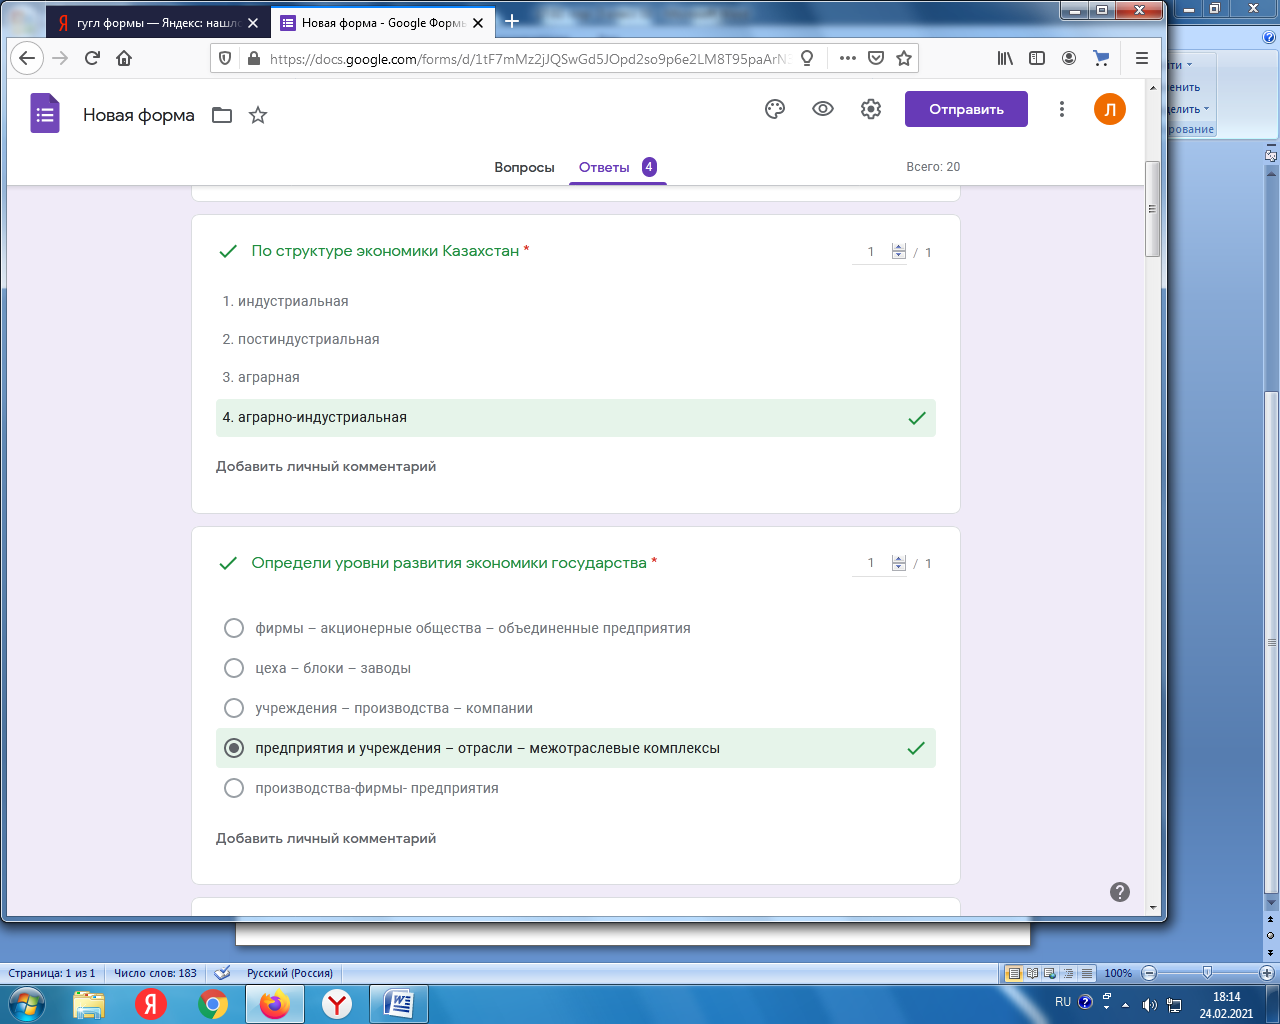 гугл формы — Яндекс: нашло
Новая форма - Google Формы
https://docs.google.com/forms/d/1tF7mMz2jJQSwGd5JOpd2so9p6e2LM8T95paArN
Новая форма
Отправить
Л
Вопросы
Ответы
4
Всего: 20
По структуре экономики Казахстан *
1 / 1
1. индустриальная
2. постиндустриальная
3. аграрная
4. аграрно-индустриальная
Добавить личный комментарий
Определи уровни развития экономики государства *
1 / 1
фирмы – акционерные общества – объединенные предприятия
цеха – блоки – заводы
учреждения – производства – компании
предприятия и учреждения – отрасли – межотраслевые комплексы
производства-фирмы- предприятия
Добавить личный комментарий
Страница: 1 из 1
Число слов: 183
Русский (Россия)
100%
RU
18:14
24.02.2021